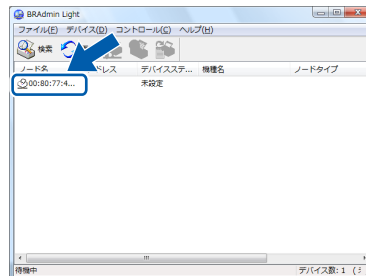 BRAdmin Light
ファイル(F) デバイス(D) コントロール(C) ヘルプ(H)
検索
ノード名 ドレス デバイスステ... 機種名 ノードタイプ
00:80:77:4... 未設定
待機中 デバイス数: 1